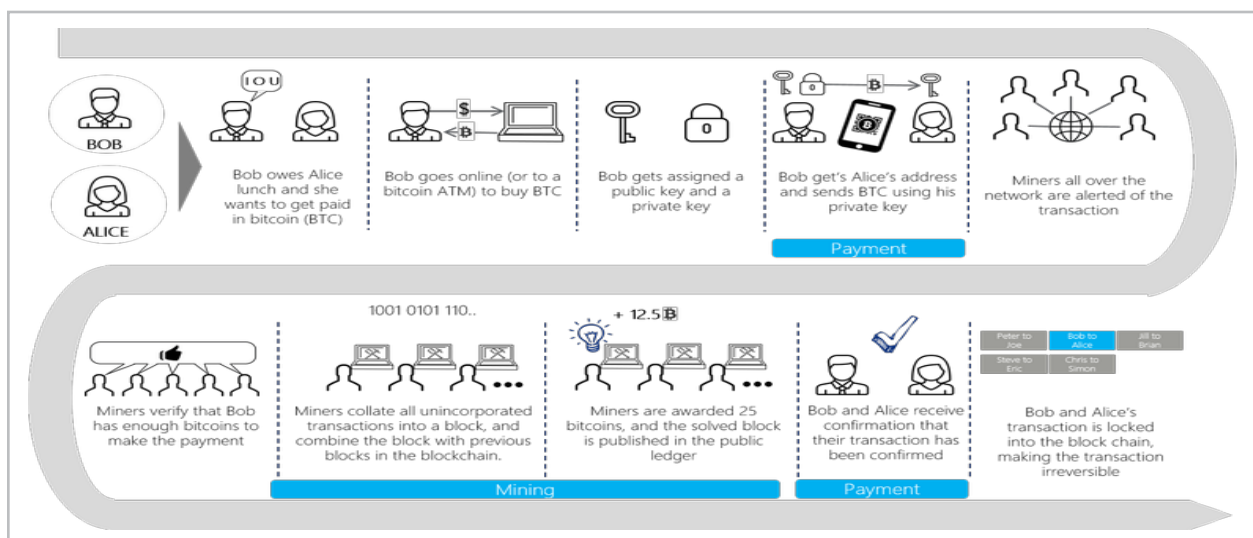 BOB
ALICE
I O U
Bob owes Alice
lunch and she
wants to get paid
in bitcoin (BTC)
$
₿
Bob goes online (or to a
bitcoin ATM) to buy BTC
Bob gets assigned a
public key and a
private key
₿
₿
Bob get's Alice's address
and sends BTC using his
private key
Payment
Miners all over the
network are alerted of the
transaction
Miners verify that Bob
has enough bitcoins to
make the payment
1001 0101 110..
Miners collate all unincorporated
transactions into a block, and
combine the block with previous
blocks in the blockchain.
+ 12.5₿
Miners are awarded 25
bitcoins, and the solved block
is published in the public
ledger
Mining
Bob and Alice receive
confirmation that
their transaction has
been confirmed
Payment
Peter to
Joe
Bob to
Alice
Jill to
Brian
Steve to
Eric
Chris to
Simon
Bob and Alice's
transaction is locked
into the block chain,
making the transaction
irreversible